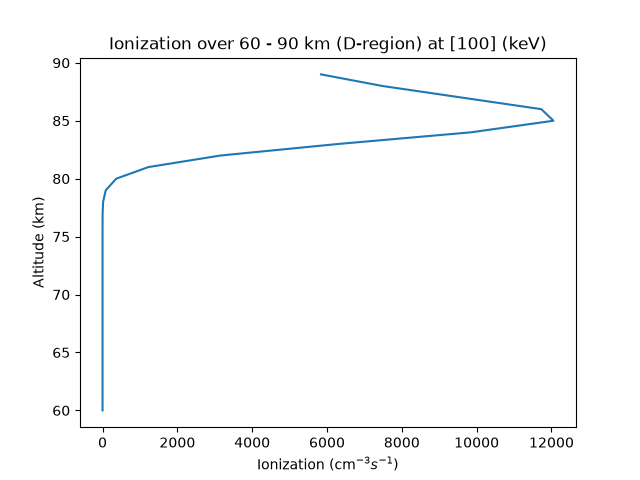 Ionization over 60 - 90 km (D-region) at [100] (keV)
90
85
80
75
70
65
60
Altitude (km)
0 2000 4000 6000 8000 10000 12000
Ionization (cm⁻³s⁻¹)